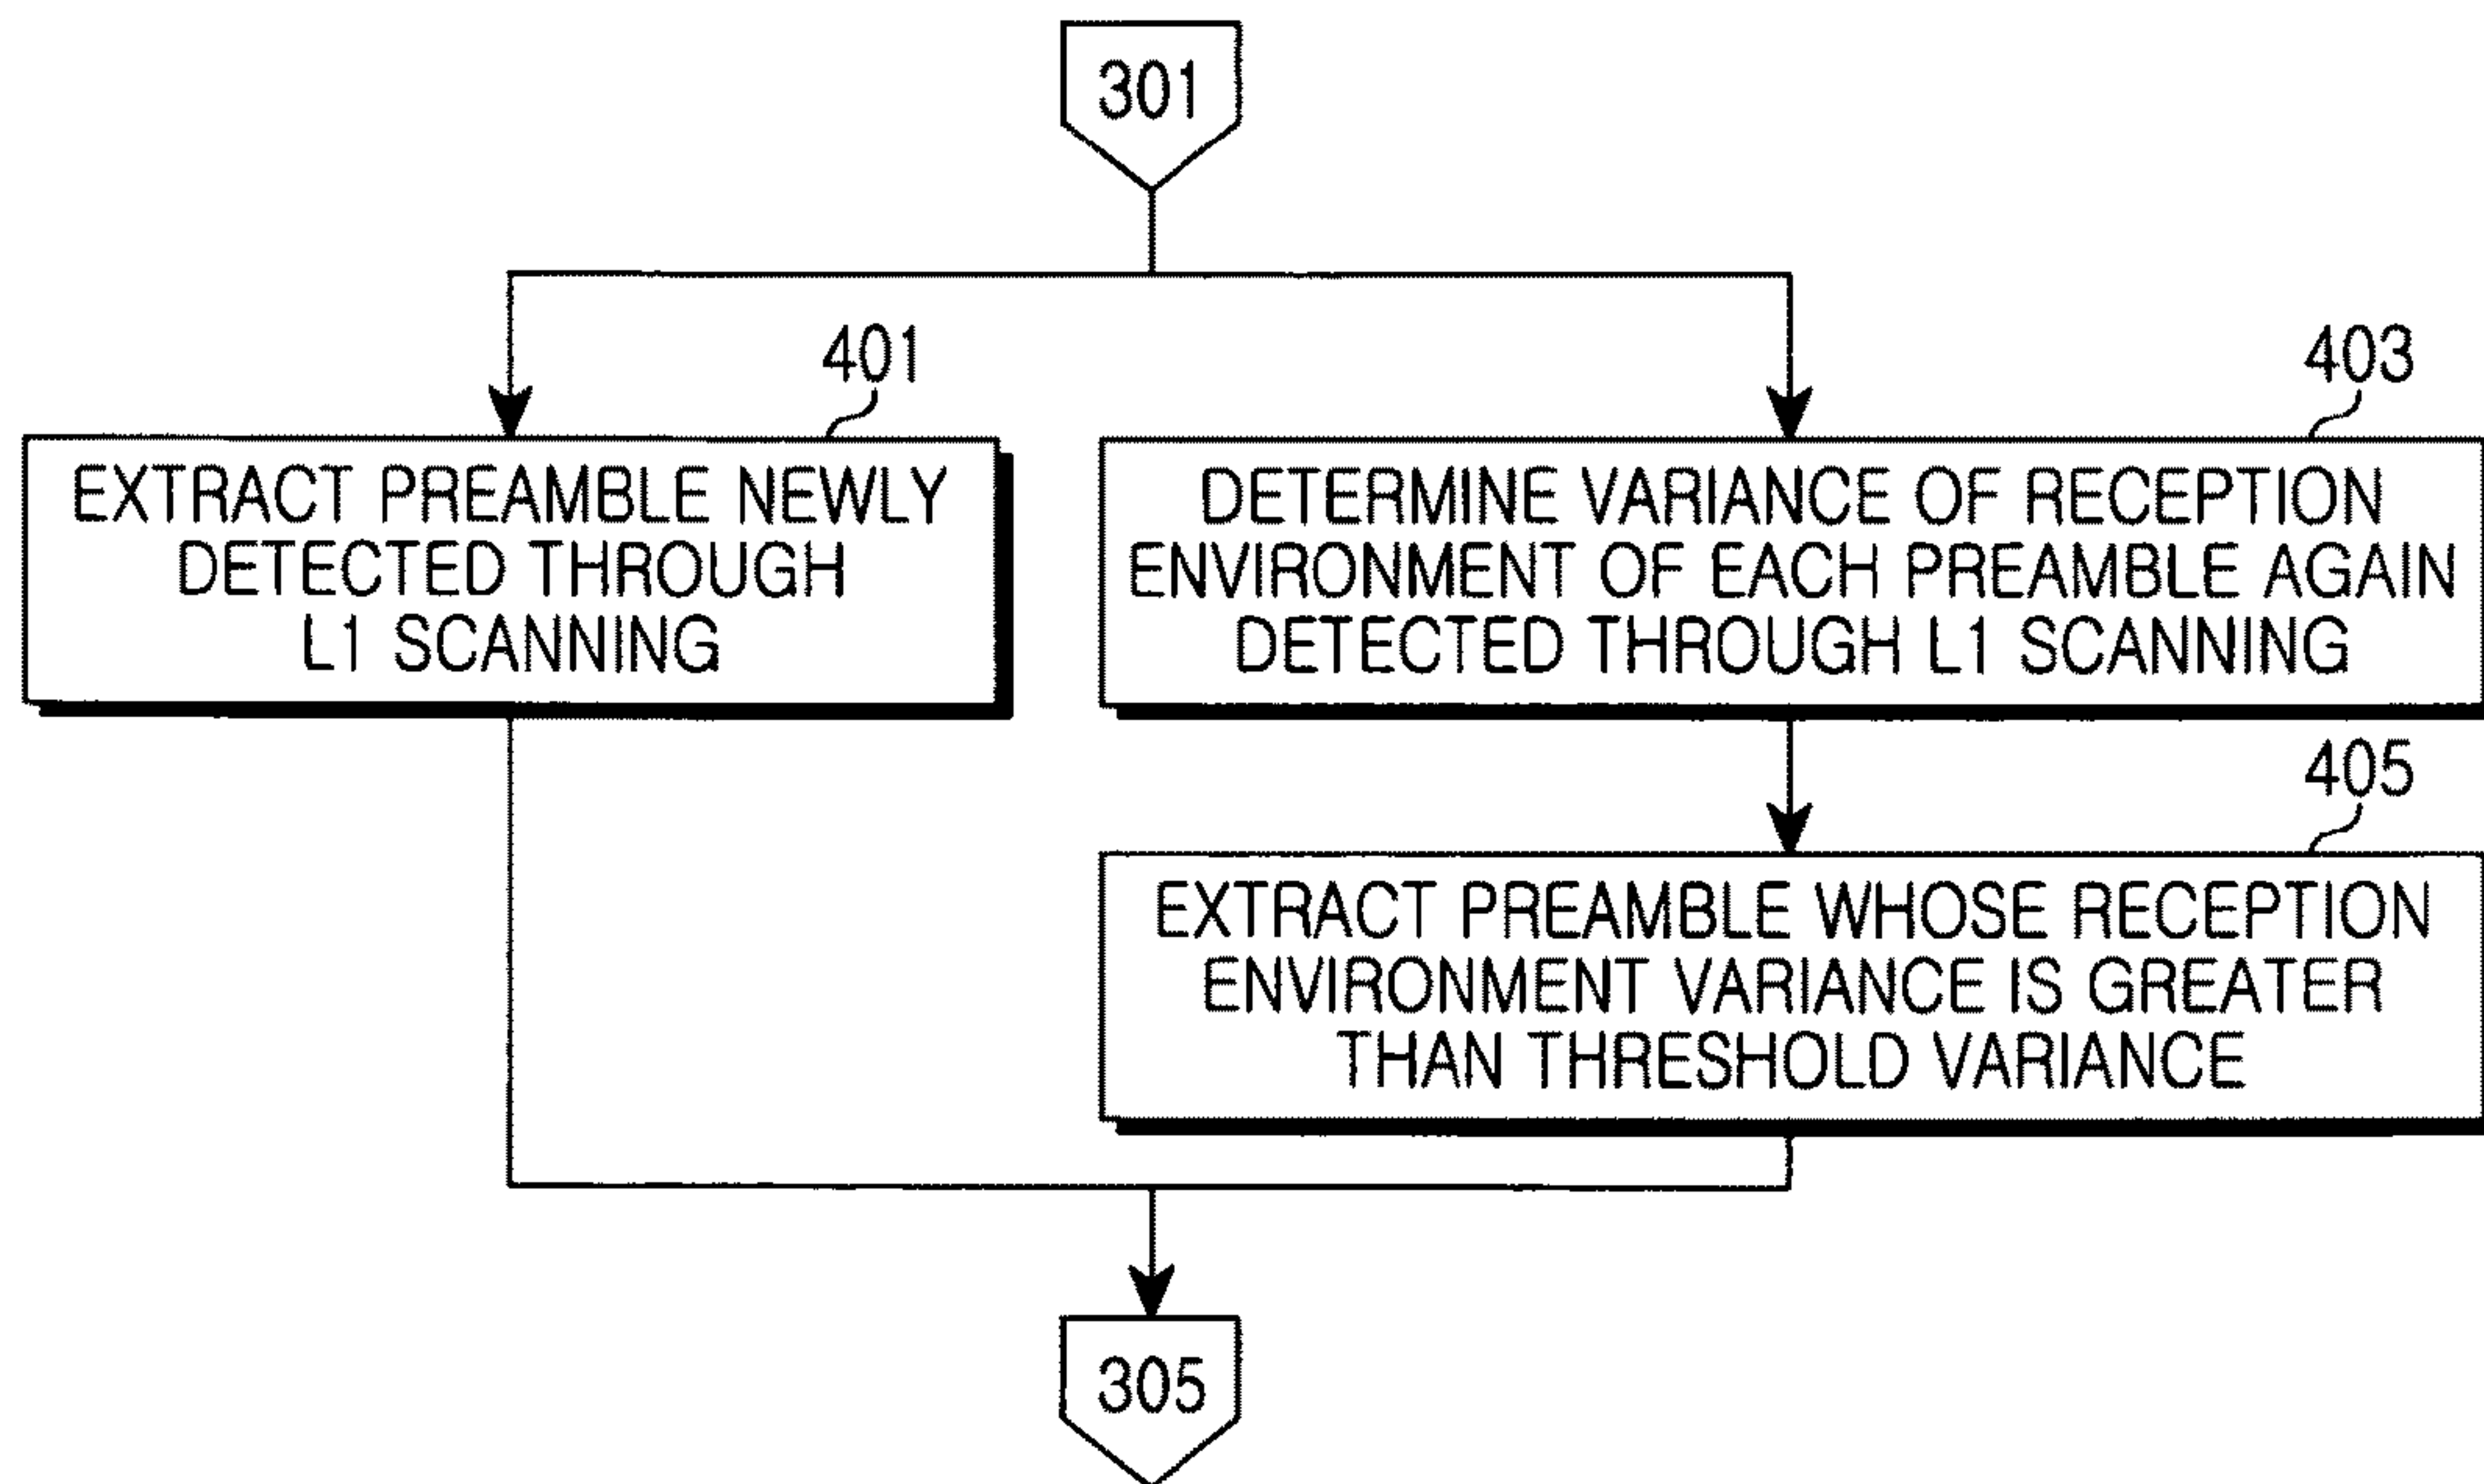 301
401
EXTRACT PREAMBLE NEWLY
DETECTED THROUGH
L1 SCANNING
403
DETERMINE VARIANCE OF RECEPTION
ENVIRONMENT OF EACH PREAMBLE AGAIN
DETECTED THROUGH L1 SCANNING
405
EXTRACT PREAMBLE WHOSE RECEPTION
ENVIRONMENT VARIANCE IS GREATER
THAN THRESHOLD VARIANCE
305